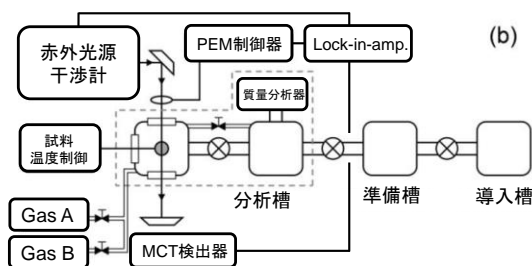 赤外光源
干渉計
PEM制御器
Lock-in-amp.
(b)
質量分析器
試料
温度制御
分析槽
準備槽
導入槽
Gas A
Gas B
MCT検出器